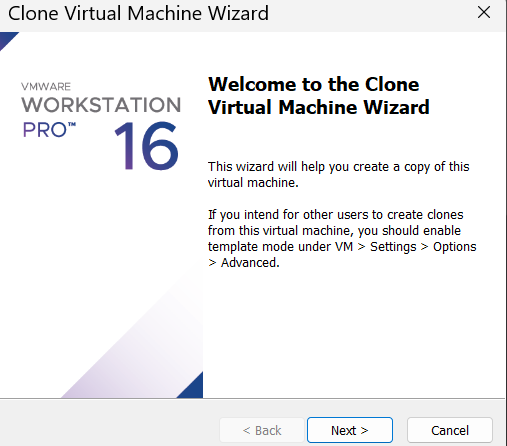 Clone Virtual Machine Wizard
VMWARE
WORKSTATION
PRO™
16
Welcome to the Clone
Virtual Machine Wizard
This wizard will help you create a copy of this
virtual machine.
If you intend for other users to create clones
from this virtual machine, you should enable
template mode under VM > Settings > Options
> Advanced.
< Back
Next >
Cancel